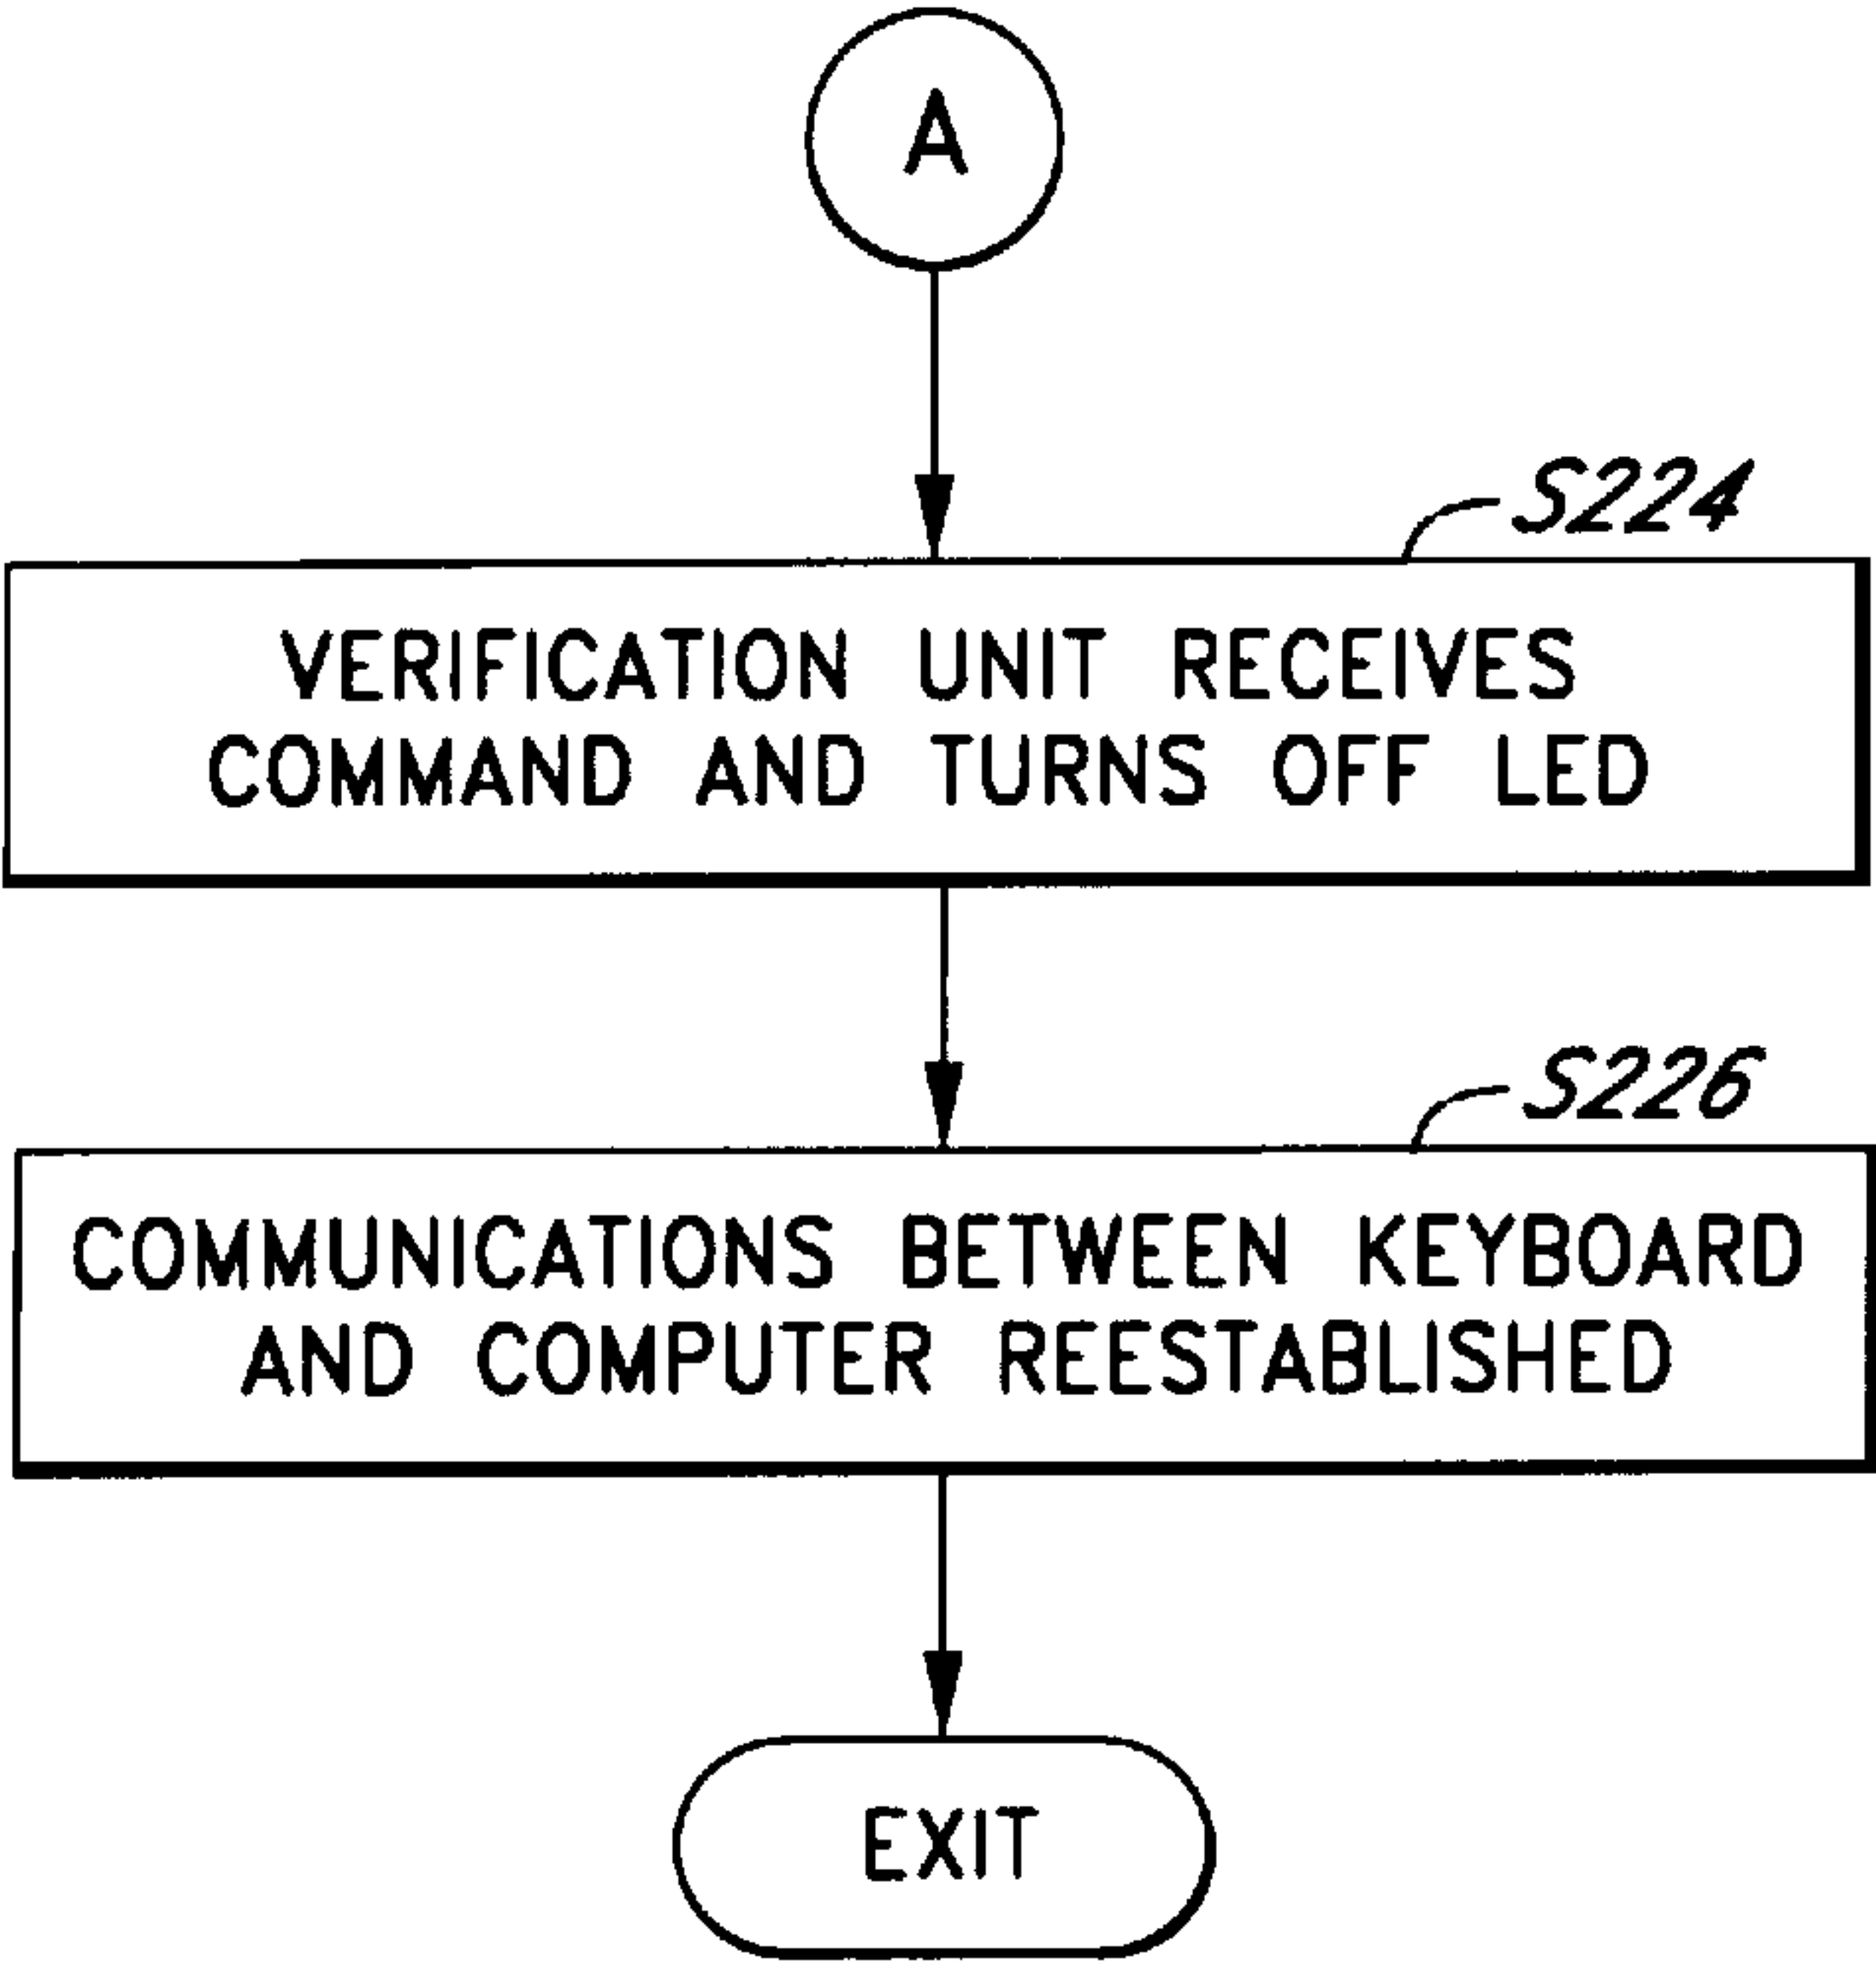 A
S224
VERIFICATION UNIT RECEIVES
COMMAND AND TURNS OFF LED
S226
COMMUNICATIONS BETWEEN KEYBOARD
AND COMPUTER REESTABLISHED
EXIT